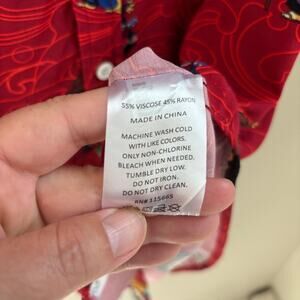 55% VISCOSE 45% RAYON
MADE IN CHINA
MACHINE WASH COLD
WITH LIKE COLORS.
ONLY NON-CHLORINE
BLEACH WHEN NEEDED.
TUMBLE DRY LOW.
DO NOT IRON.
DO NOT DRY CLEAN.
RN# 115665